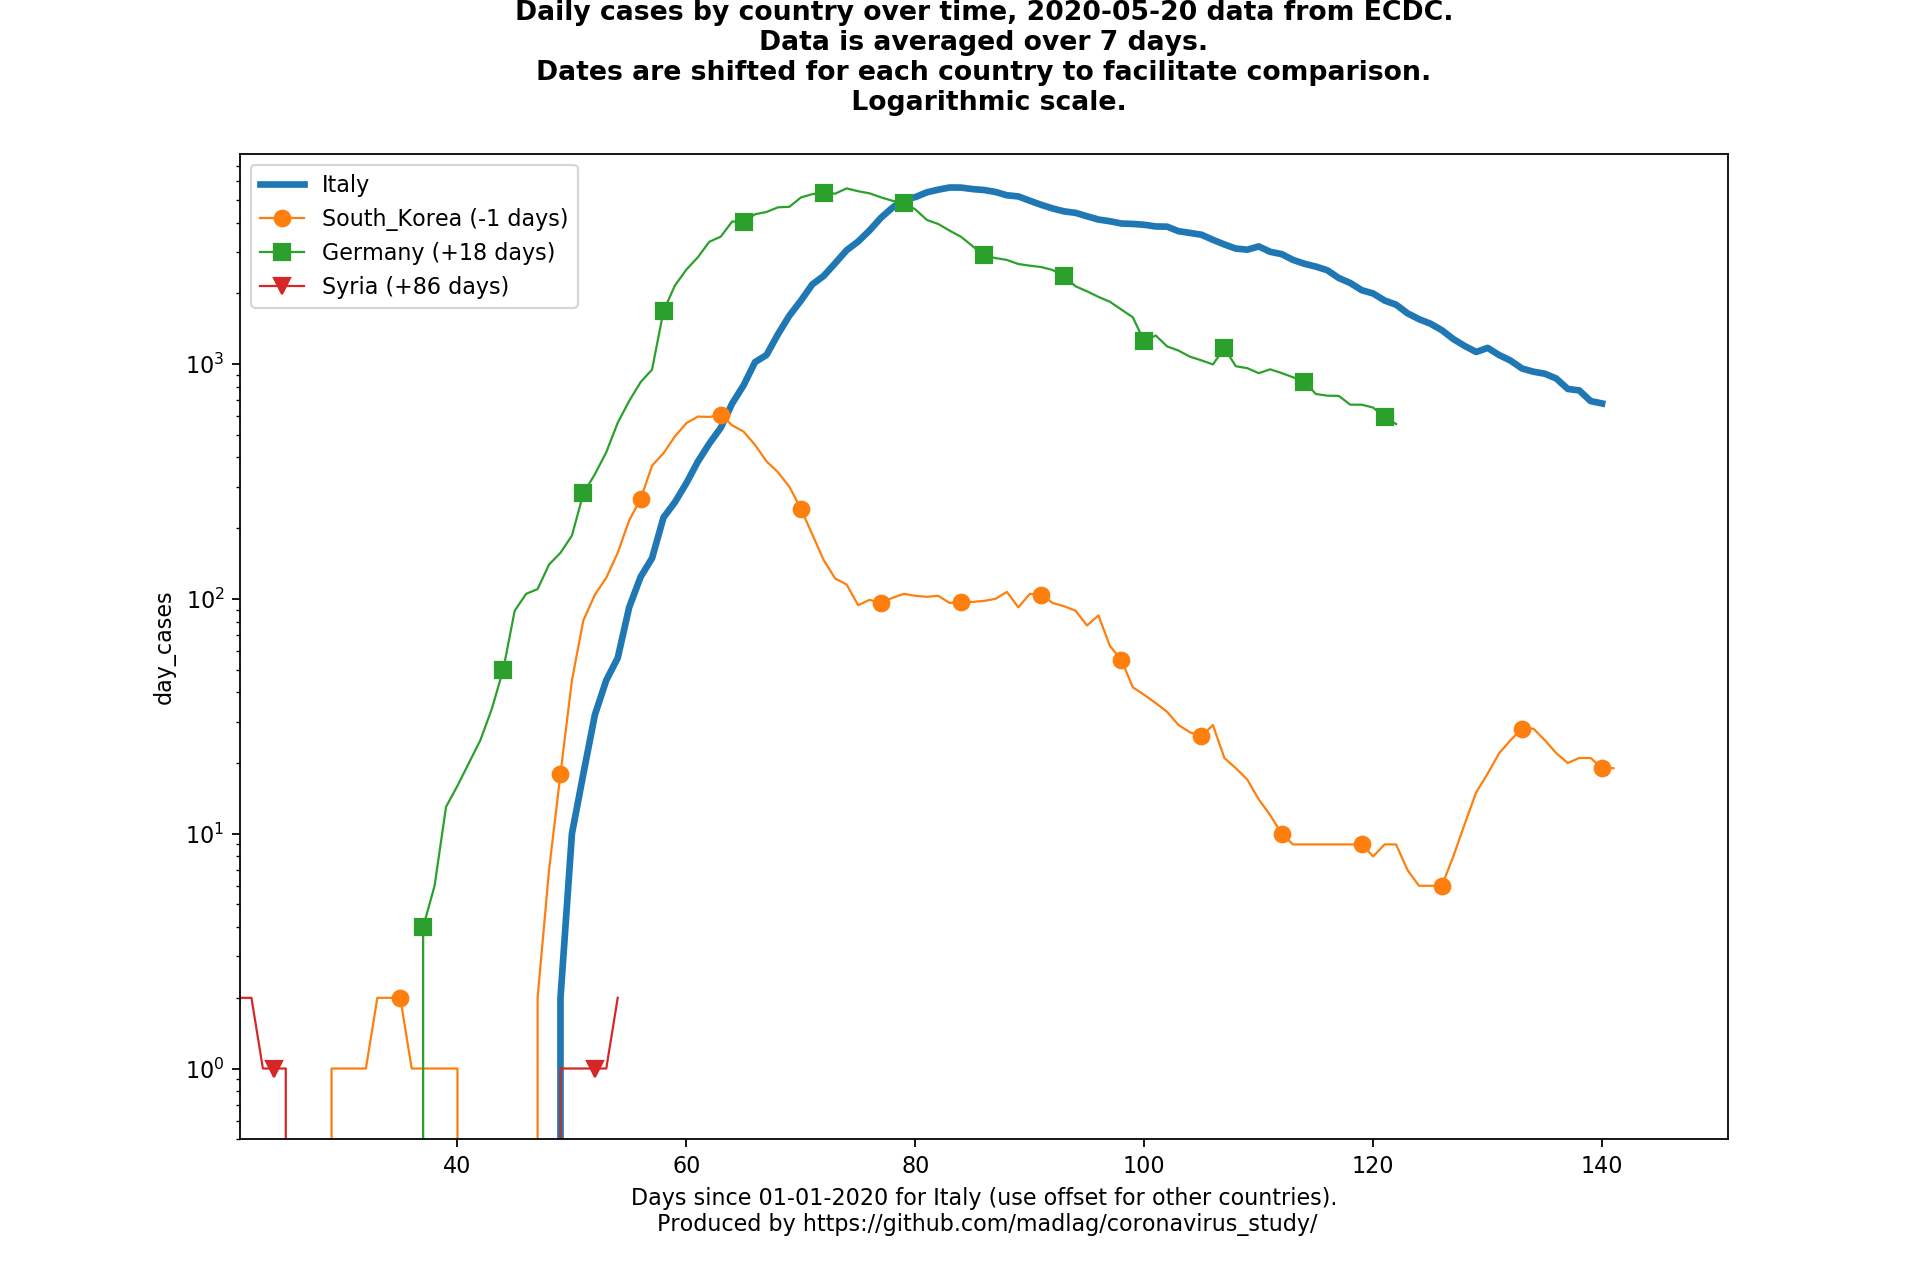 Daily cases by country over time, 2020-05-20 data from ECDC.
Data is averaged over 7 days.
Dates are shifted for each country to facilitate comparison.
Logarithmic scale.
Italy
South_Korea (-1 days)
Germany (+18 days)
Syria (+86 days)
day_cases
10³
10²
10¹
10⁰
40 60 80 100 120 140
Days since 01-01-2020 for Italy (use offset for other countries).
Produced by https://github.com/madlag/coronavirus_study/